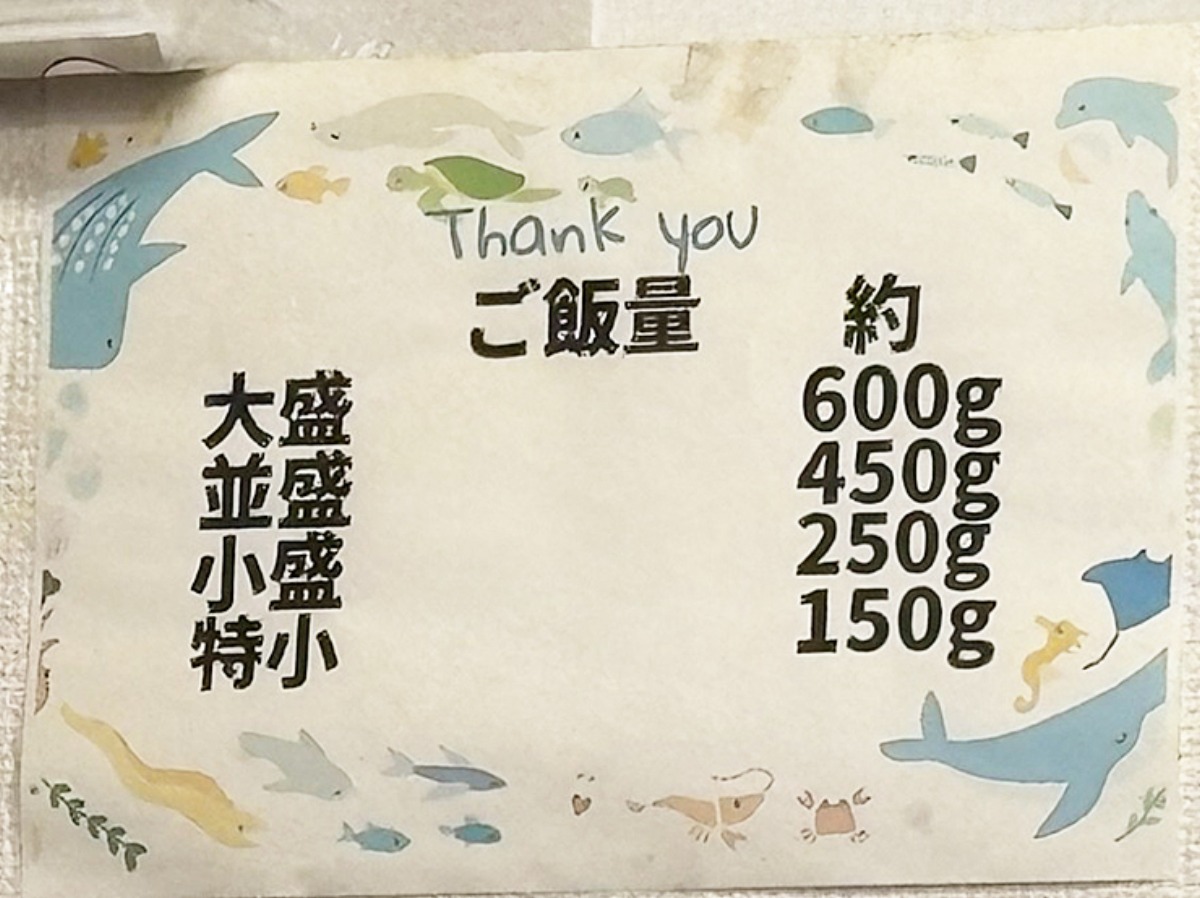 Thank you
ご飯量 約
大盛 600g
並盛 450g
小盛 250g
特小 150g